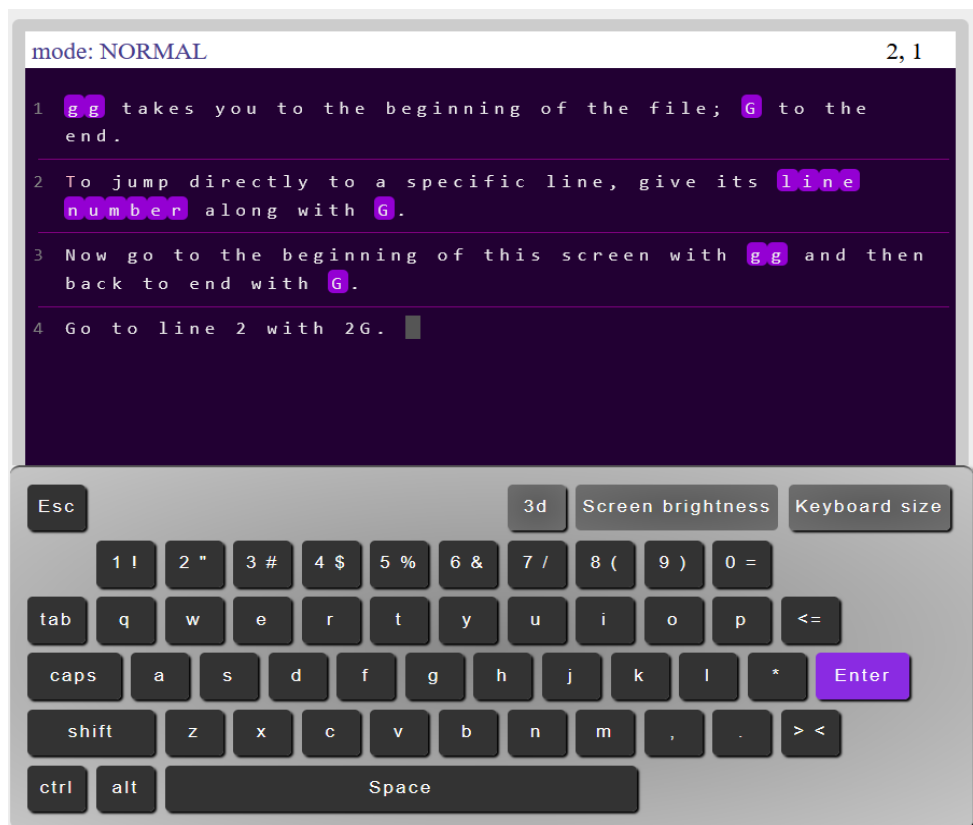 mode: NORMAL 2, 1
1 gg takes you to the beginning of the file; G to the
end.
2 To jump directly to a specific line, give its line
number along with G.
3 Now go to the beginning of this screen with gg and then
back to end with G.
4 Go to line 2 with 2G.
Esc 3d Screen brightness Keyboard size
1 ! 2 " 3 # 4 $ 5 % 6 & 7 / 8 ( 9 ) 0 =
tab q w e r t y u i o p <=
caps a s d f g h j k l * Enter
shift z x c v b n m , . > <
ctrl alt Space